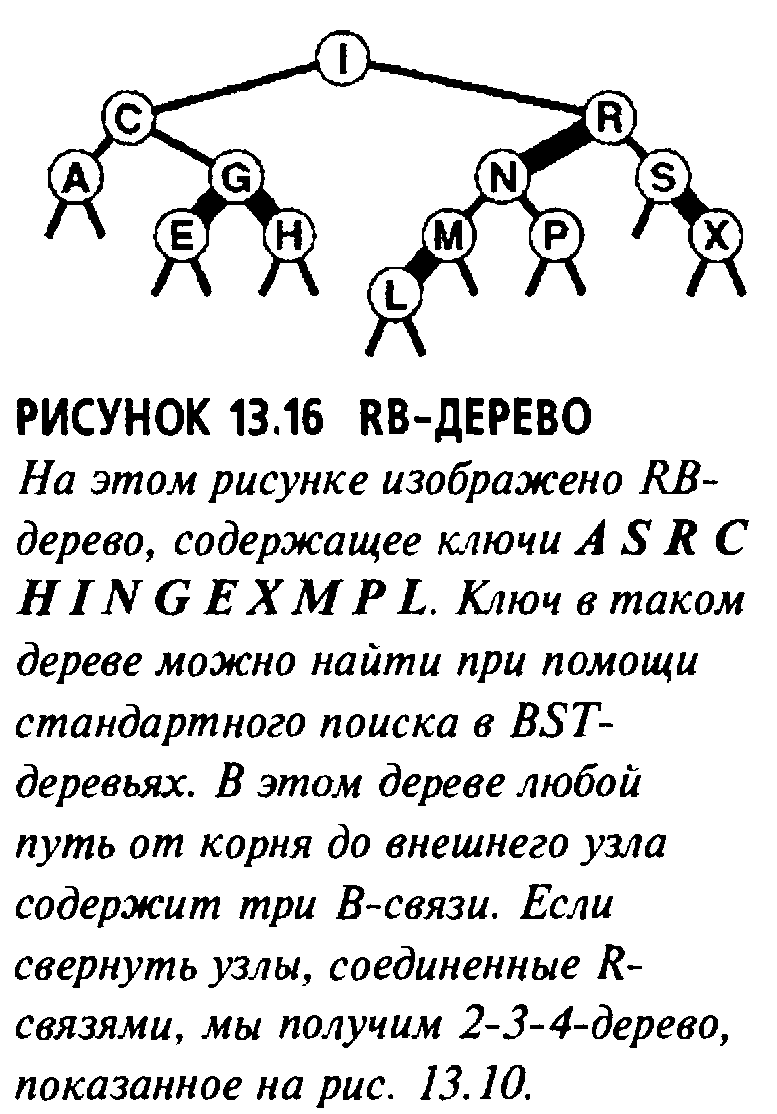 I
C R
A G N S
E H M P X
L
РИСУНОК 13.16 RB-ДЕРЕВО
На этом рисунке изображено RB-
дерево, содержащее ключи A S R C
H I N G E X M P L. Ключ в таком
дереве можно найти при помощи
стандартного поиска в BST-
деревьях. В этом дереве любой
путь от корня до внешнего узла
содержит три B-связи. Если
свернуть узлы, соединенные R-
связями, мы получим 2-3-4-дерево,
показанное на рис. 13.10.